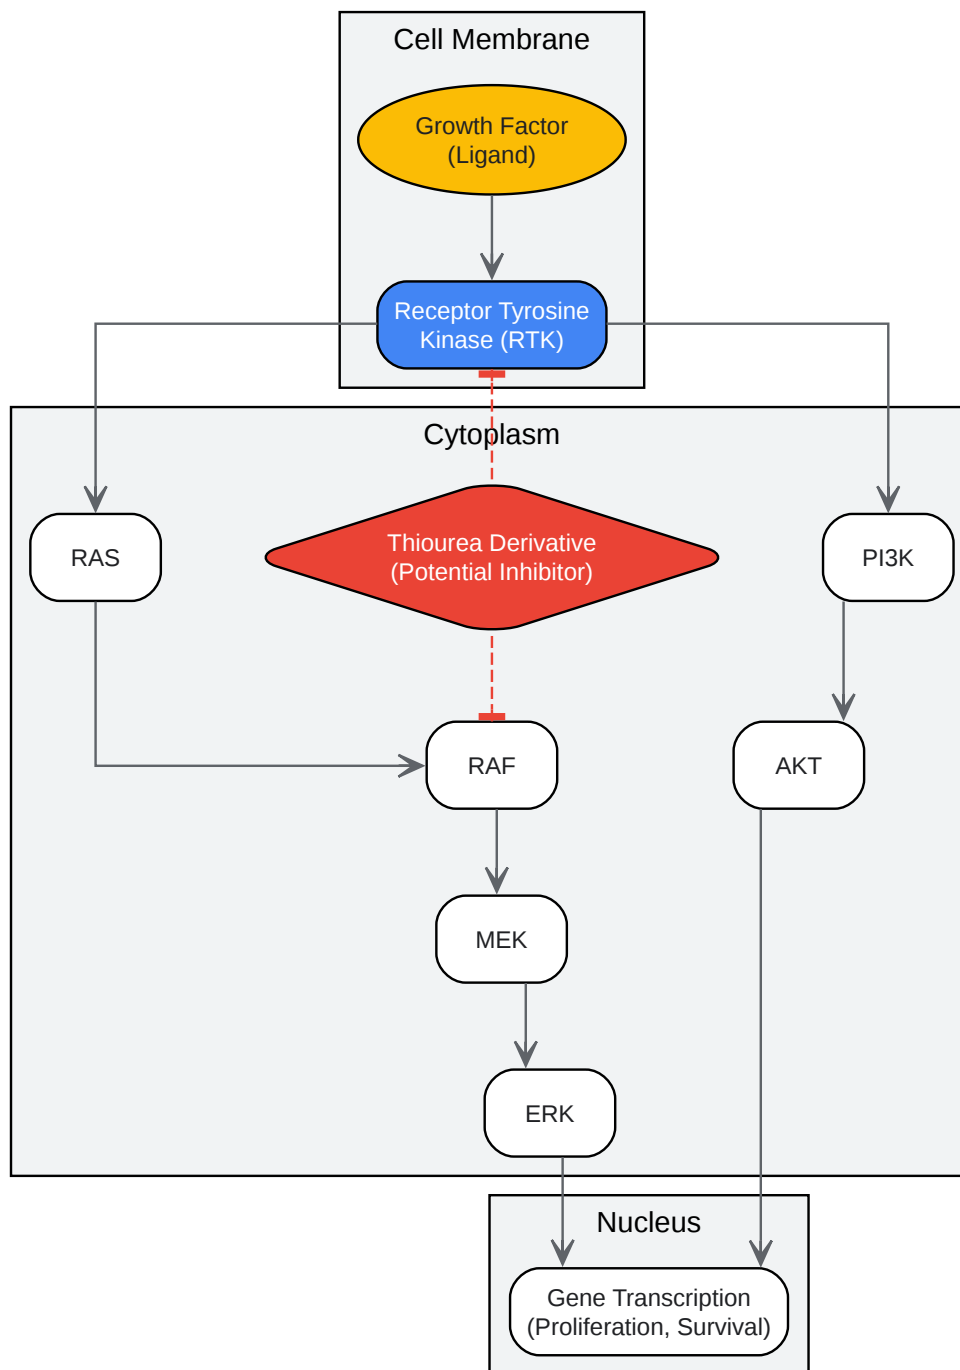 Cell Membrane
Growth Factor
(Ligand)
Receptor Tyrosine
Kinase (RTK)
Cytoplasm
RAS
Thiourea Derivative
(Potential Inhibitor)
PI3K
RAF
AKT
MEK
ERK
Nucleus
Gene Transcription
(Proliferation, Survival)